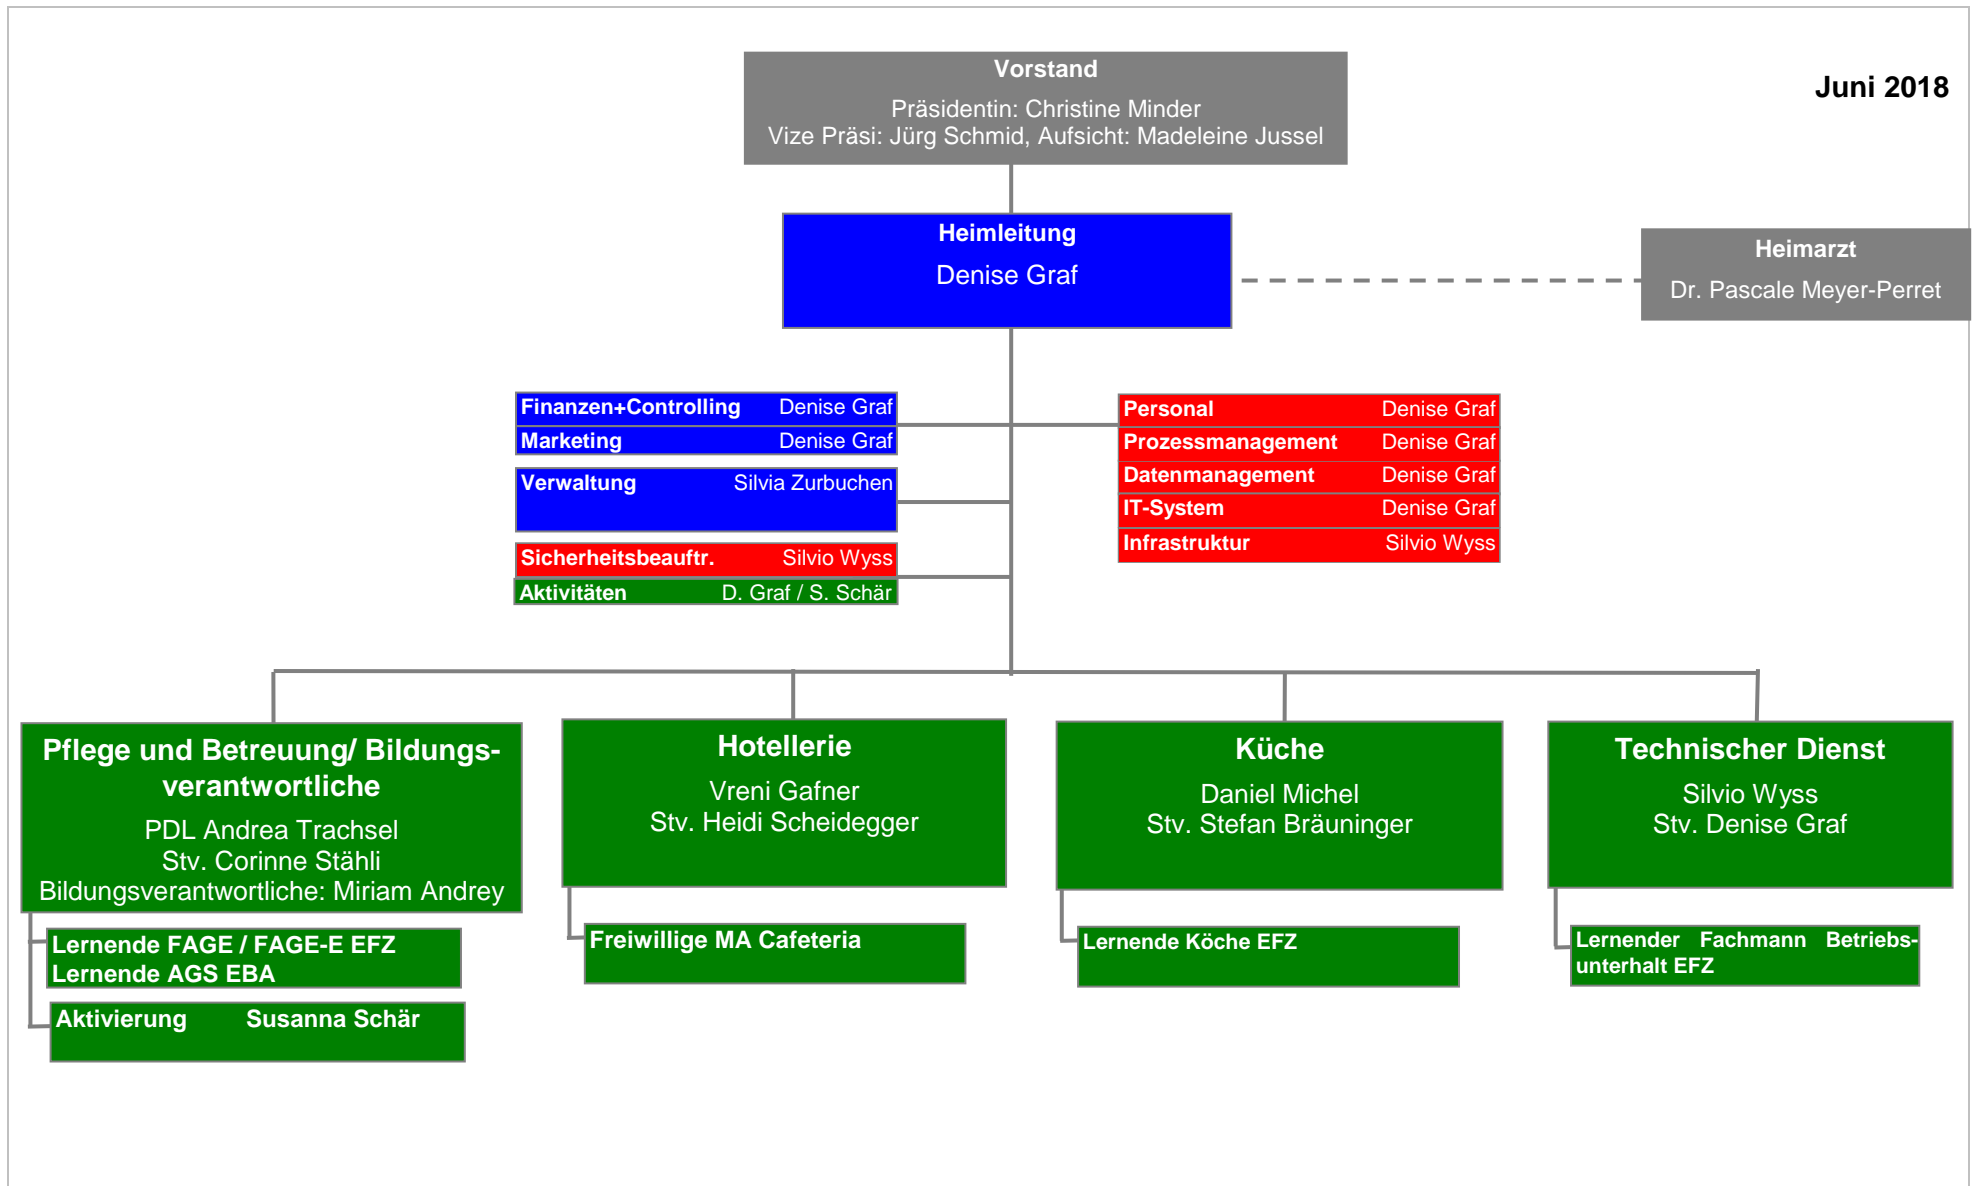 Vorstand
Präsidentin: Christine Minder
Vize Präsi: Jürg Schmid, Aufsicht: Madeleine Jussel
Juni 2018
Heimleitung
Denise Graf
Heimarzt
Dr. Pascale Meyer-Perret
Finanzen+Controlling Denise Graf
Marketing Denise Graf
Verwaltung Silvia Zurbuchen
Sicherheitsbeauftr. Silvio Wyss
Aktivitäten D. Graf / S. Schär
Personal Denise Graf
Prozessmanagement Denise Graf
Datenmanagement Denise Graf
IT-System Denise Graf
Infrastruktur Silvio Wyss
Pflege und Betreuung/ Bildungs-
verantwortliche
PDL Andrea Trachsel
Stv. Corinne Stähli
Bildungsverantwortliche: Miriam Andrey
Lernende FAGE / FAGE-E EFZ
Lernende AGS EBA
Aktivierung Susanna Schär
Hotellerie
Vreni Gafner
Stv. Heidi Scheidegger
Freiwillige MA Cafeteria
Küche
Daniel Michel
Stv. Stefan Bräuninger
Lernende Köche EFZ
Technischer Dienst
Silvio Wyss
Stv. Denise Graf
Lernender Fachmann Betriebs-
unterhalt EFZ